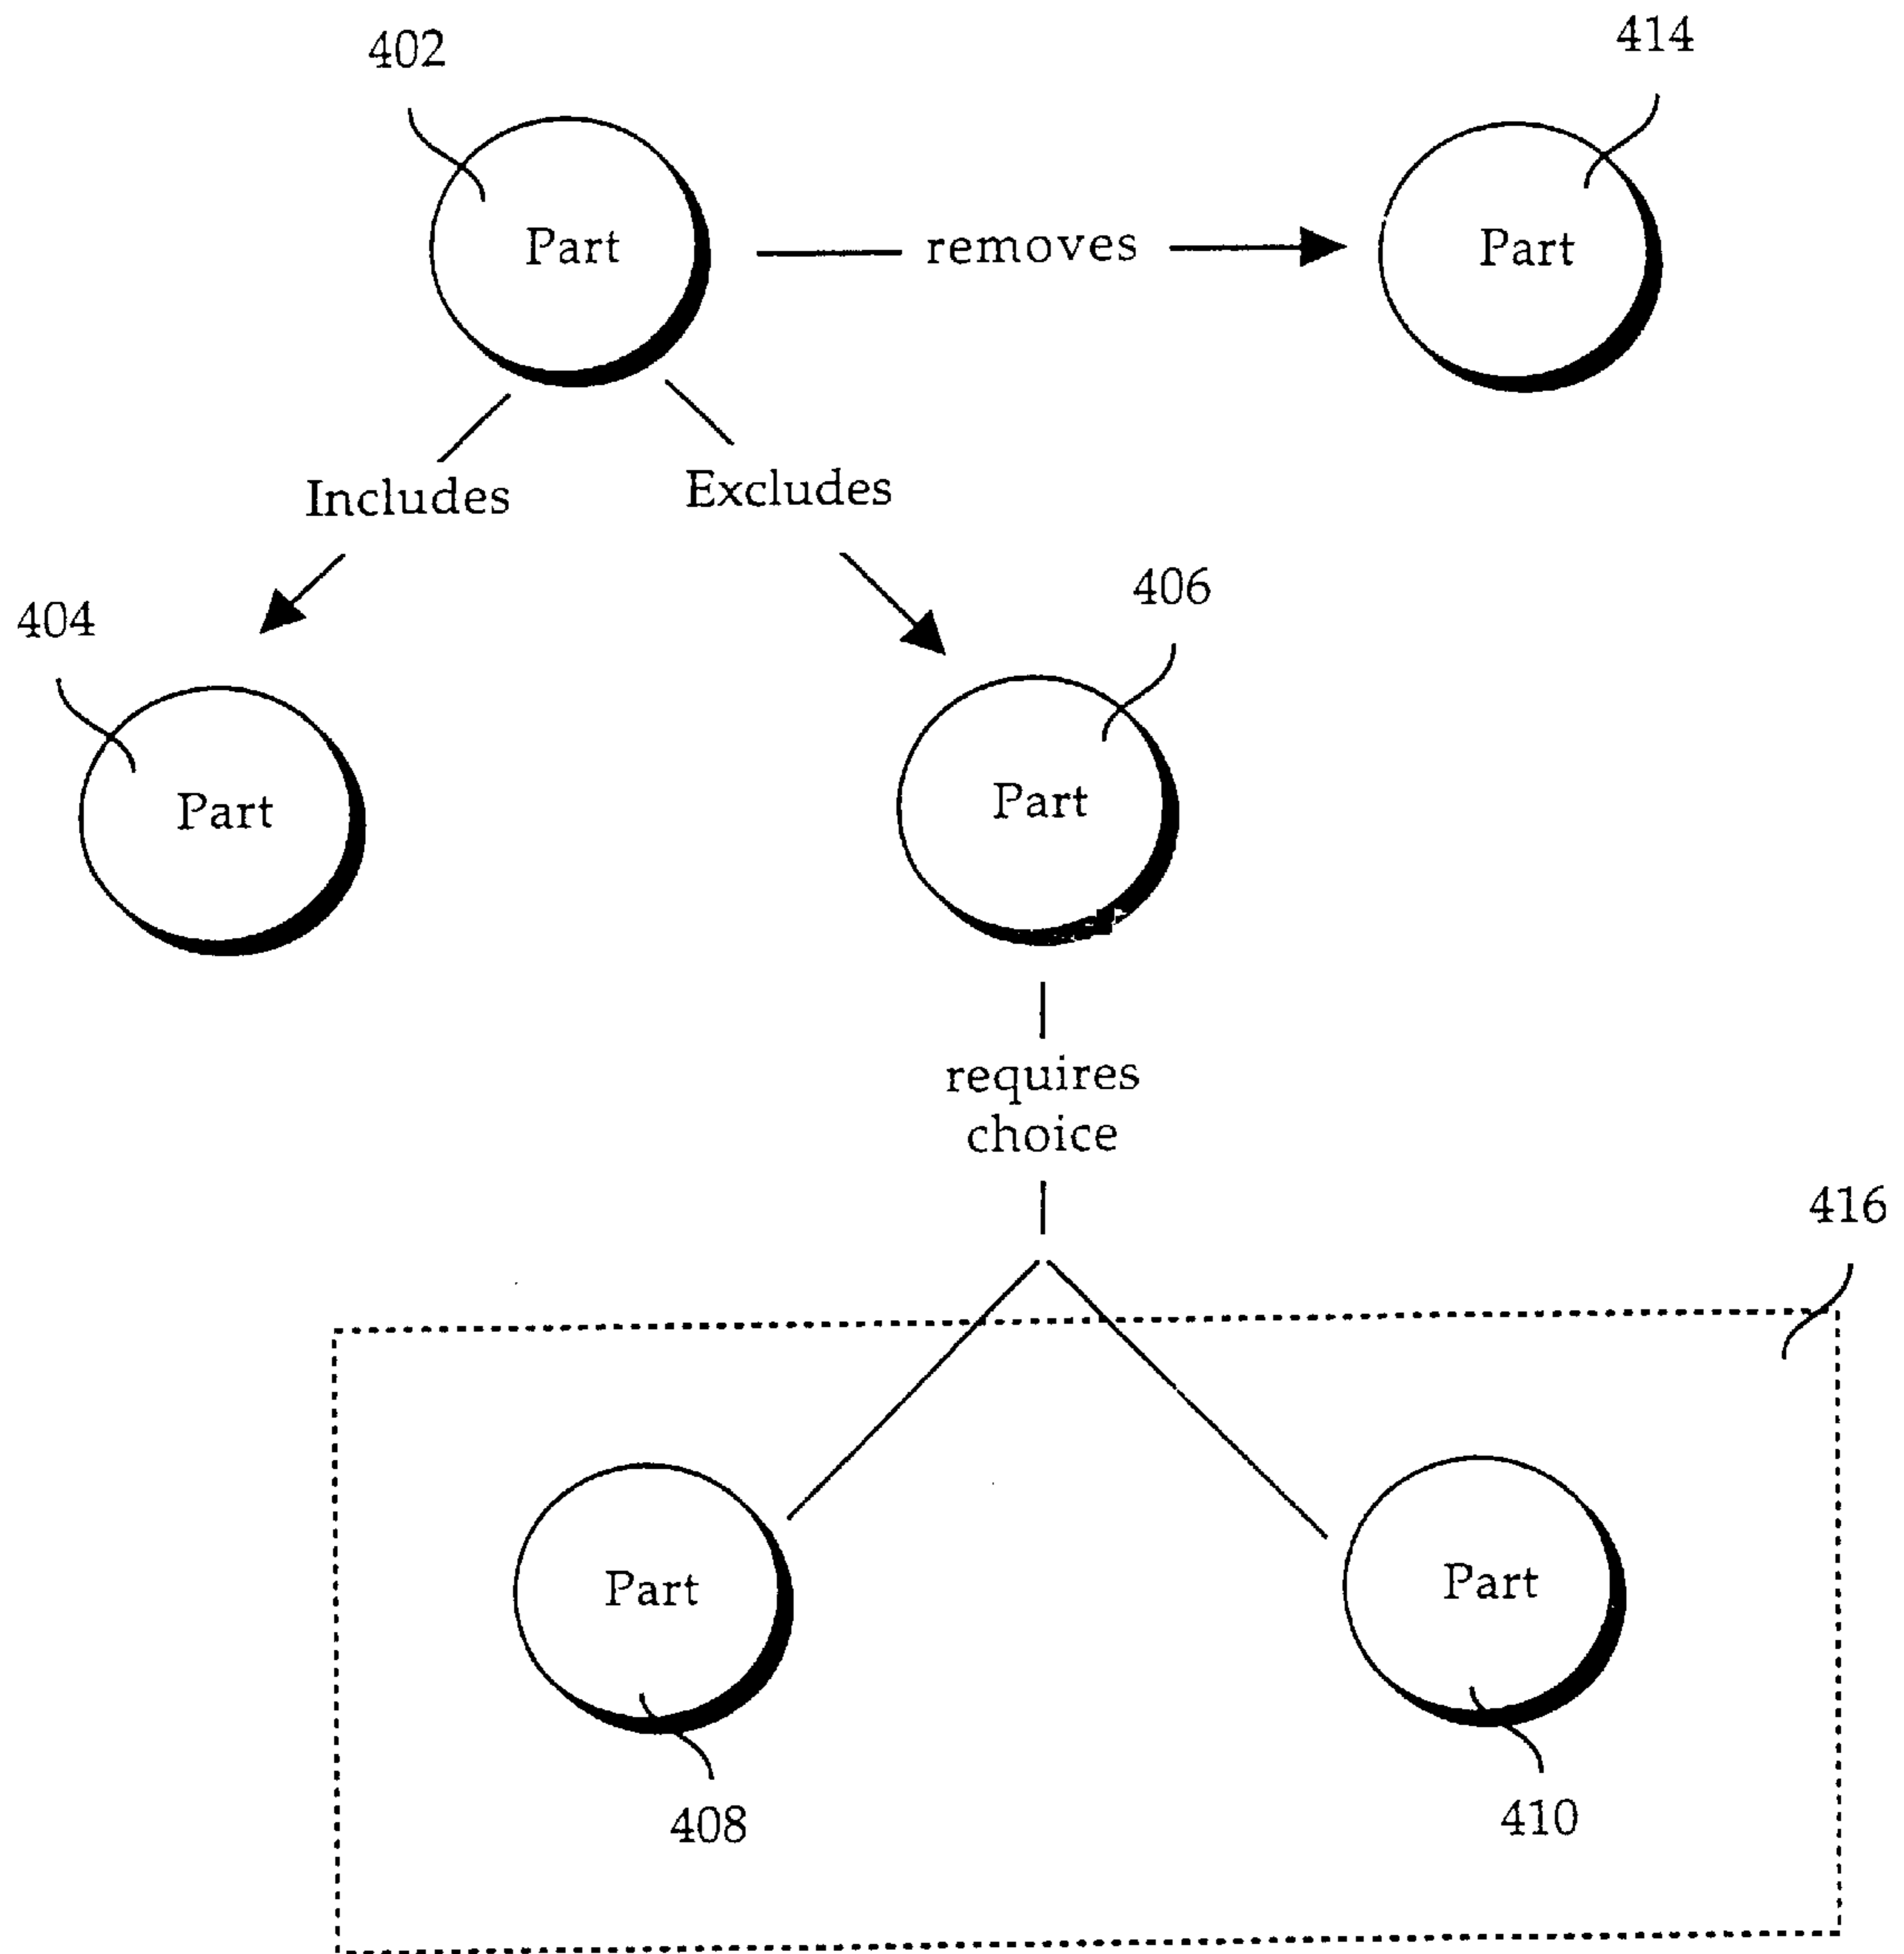 402
414
Part
removes
Part
Includes
Excludes
404
406
Part
Part
requires
choice
416
Part
Part
408
410